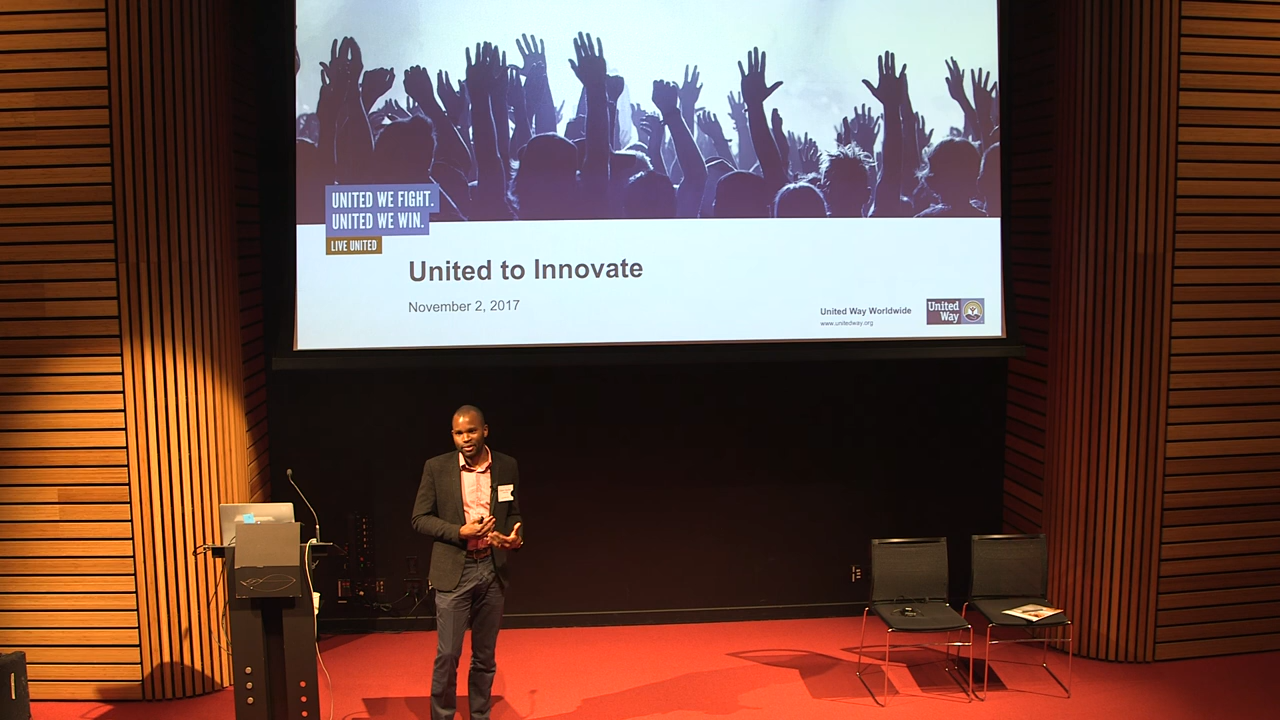 UNITED WE FIGHT.
UNITED WE WIN.
LIVE UNITED
United to Innovate
November 2, 2017
United Way Worldwide
www.unitedway.org
United
Way